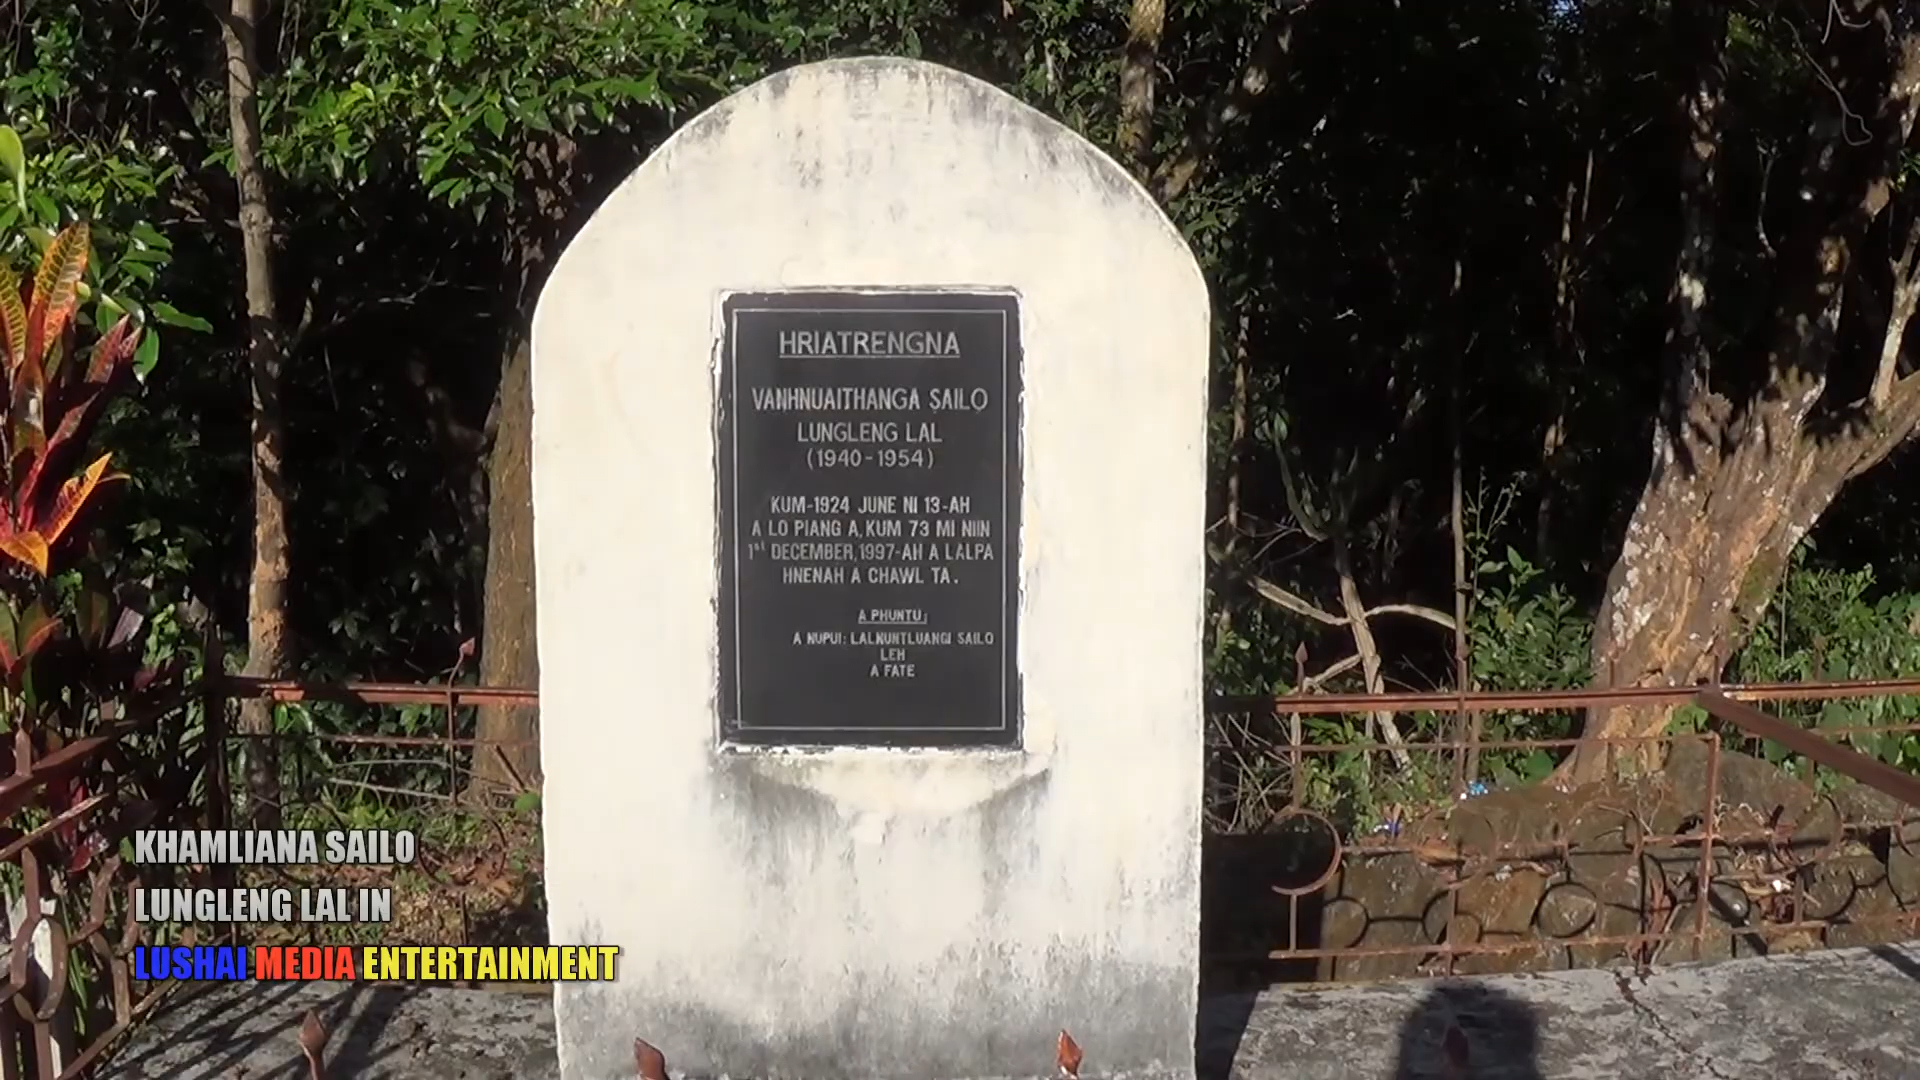 HRIATRENGNA
VANHNUAITHANGA SAILO
LUNGLENG LAL
(1940-1954)
KUM-1924 JUNE NI 13-AH
A LO PIANG A, KUM 73 MI NIIN
1st DECEMBER, 1997-AH A LALPA
HNENAH A CHAWL TA.
A PHUNTU;
A NUPUI: LALNUNTLUANGI SAILO
LEH
A FATE
KHAMLIANA SAILO
LUNGLENG LAL IN
LUSHAI MEDIA ENTERTAINMENT